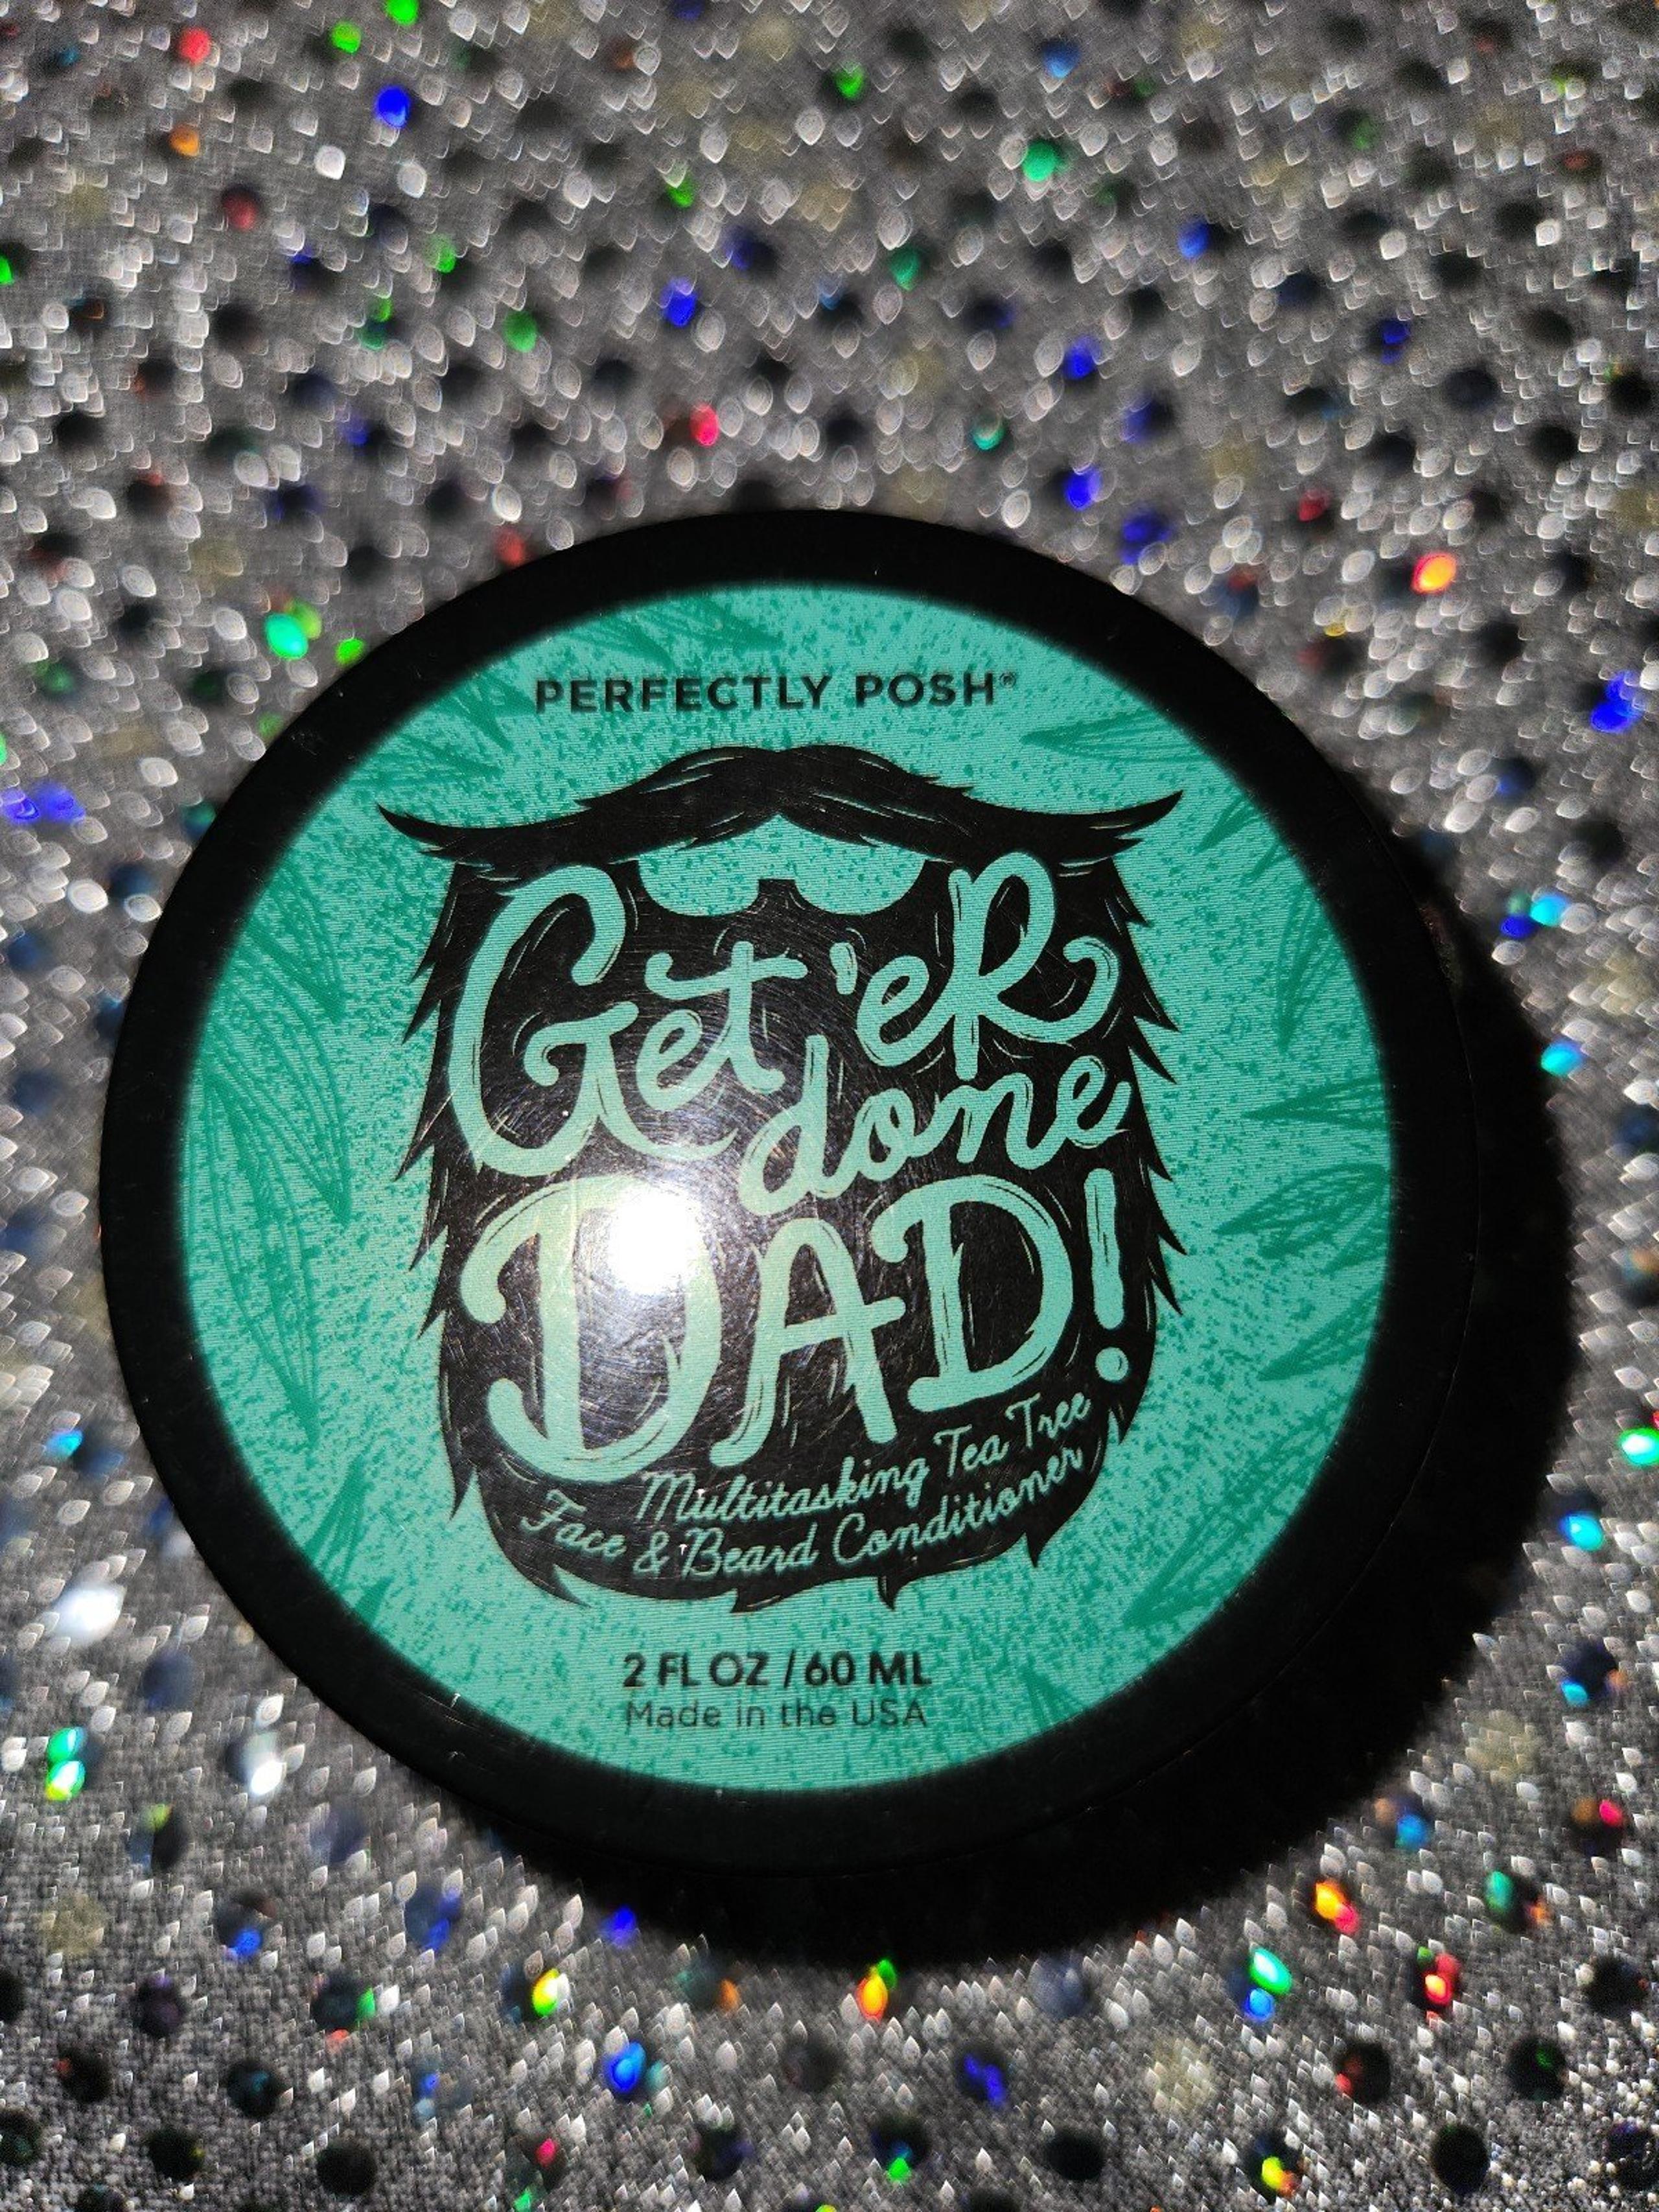 PERFECTLY POSH®
Get 'eR
done
DAD!
Multitasking Tea Tree
Face & Beard Conditioner
2 FL OZ / 60 ML
Made in the USA